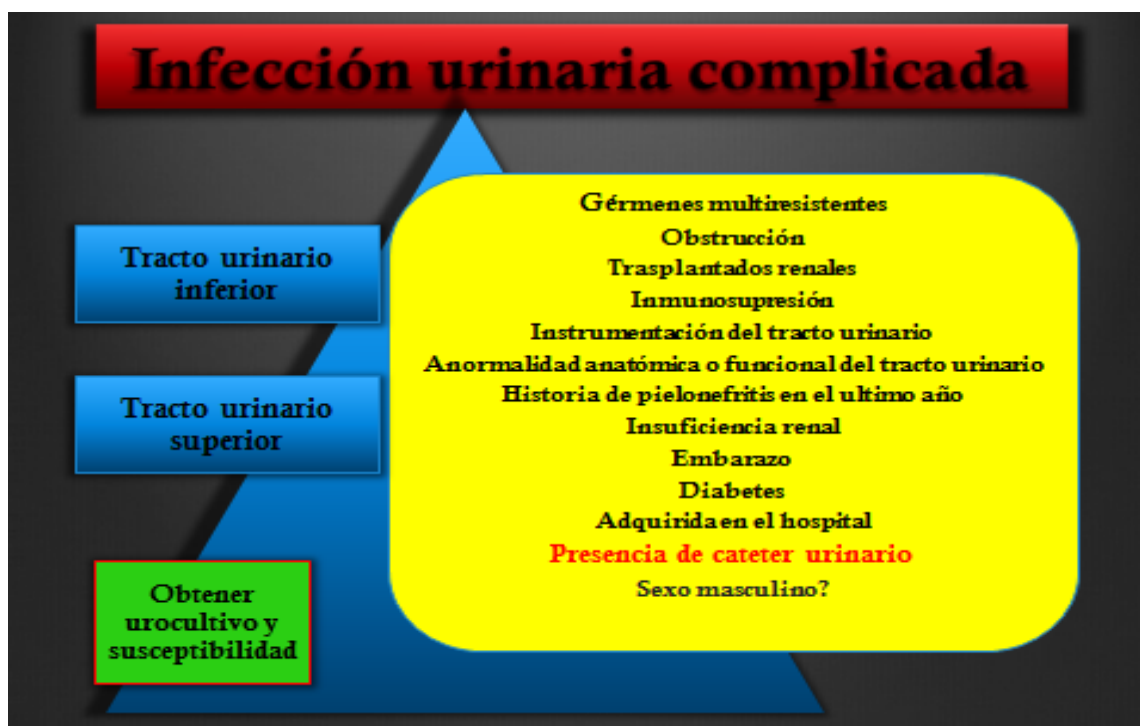 Infección urinaria complicada
Tracto urinario
inferior
Tracto urinario
superior
Obtener
urocultivo y
susceptibilidad
Gérmenes multiresistentes
Obstrucción
Trasplantados renales
Inmunosupresión
Instrumentación del tracto urinario
Anormalidad anatómica o funcional del tracto urinario
Historia de pielonefritis en el ultimo año
Insuficiencia renal
Embarazo
Diabetes
Adquirida en el hospital
Presencia de cateter urinario
Sexo masculino?